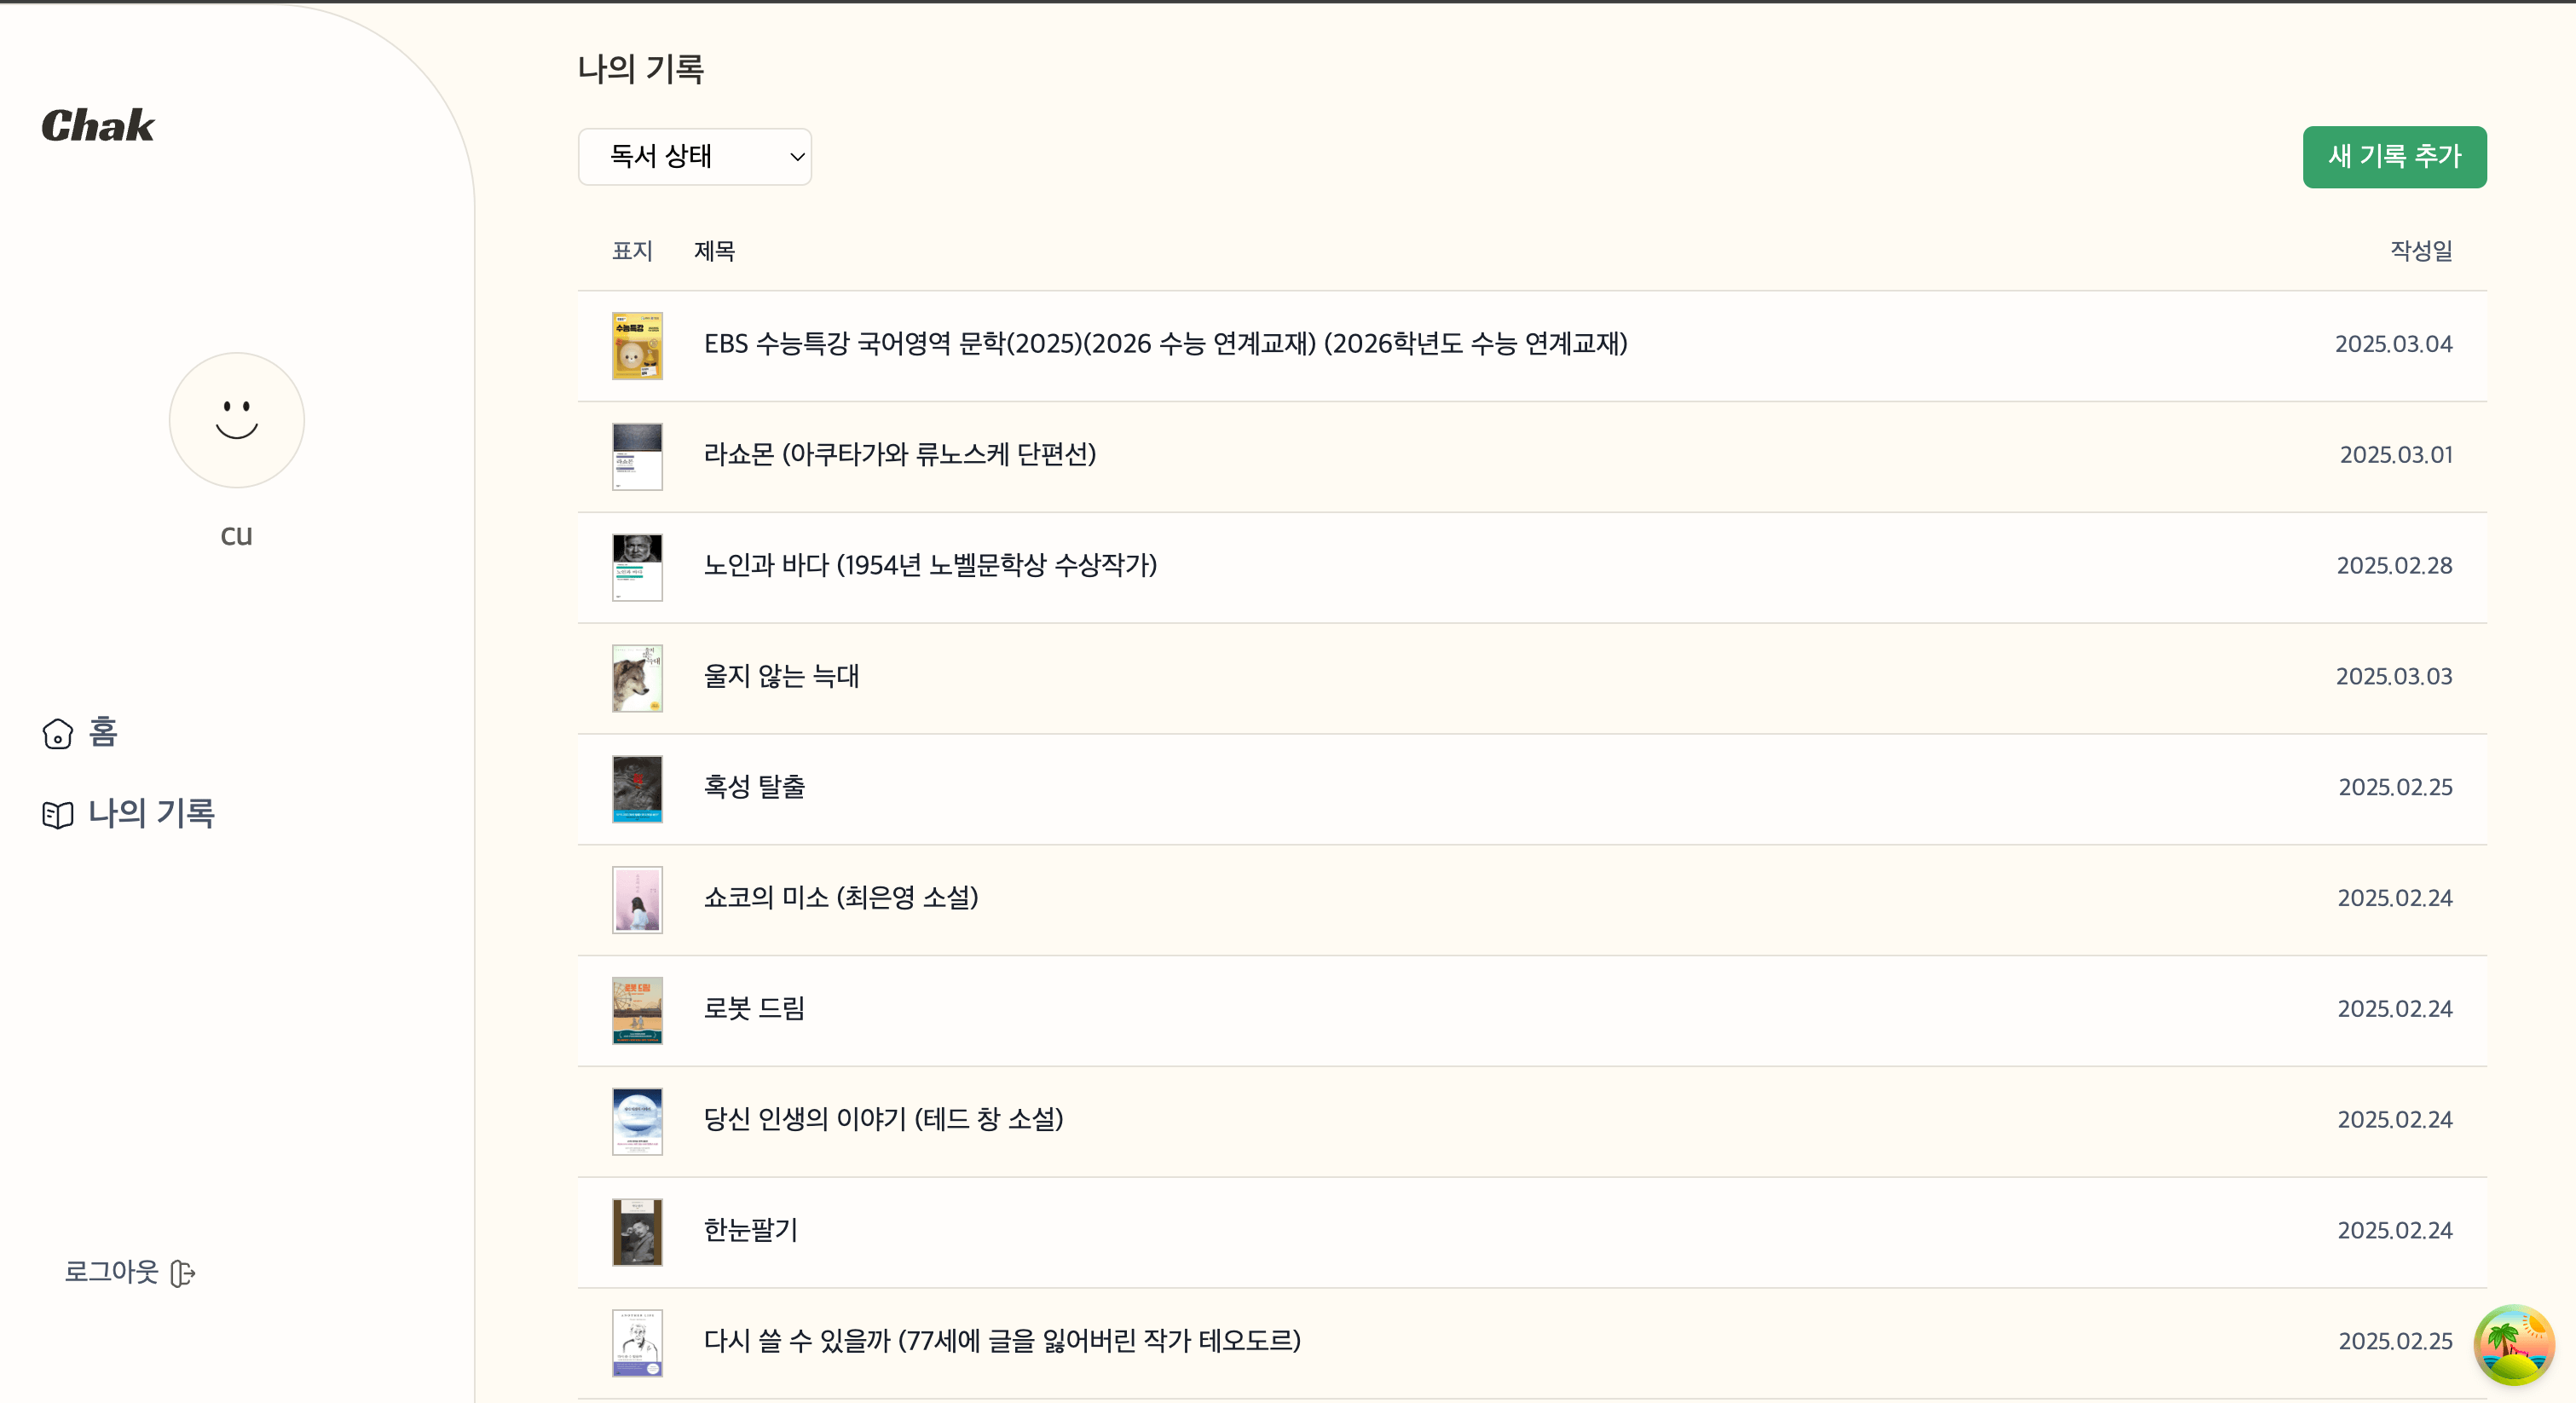 Chak
cu
홈
나의 기록
로그아웃
나의 기록
독서 상태
새 기록 추가
표지 제목 작성일
EBS 수능특강 국어영역 문학(2025)(2026 수능 연계교재) (2026학년도 수능 연계교재) 2025.03.04
라쇼몬 (아쿠타가와 류노스케 단편선) 2025.03.01
노인과 바다 (1954년 노벨문학상 수상작가) 2025.02.28
울지 않는 늑대 2025.03.03
혹성 탈출 2025.02.25
쇼코의 미소 (최은영 소설) 2025.02.24
로봇 드림 2025.02.24
당신 인생의 이야기 (테드 창 소설) 2025.02.24
한눈팔기 2025.02.24
다시 쓸 수 있을까 (77세에 글을 잃어버린 작가 테오도르) 2025.02.25